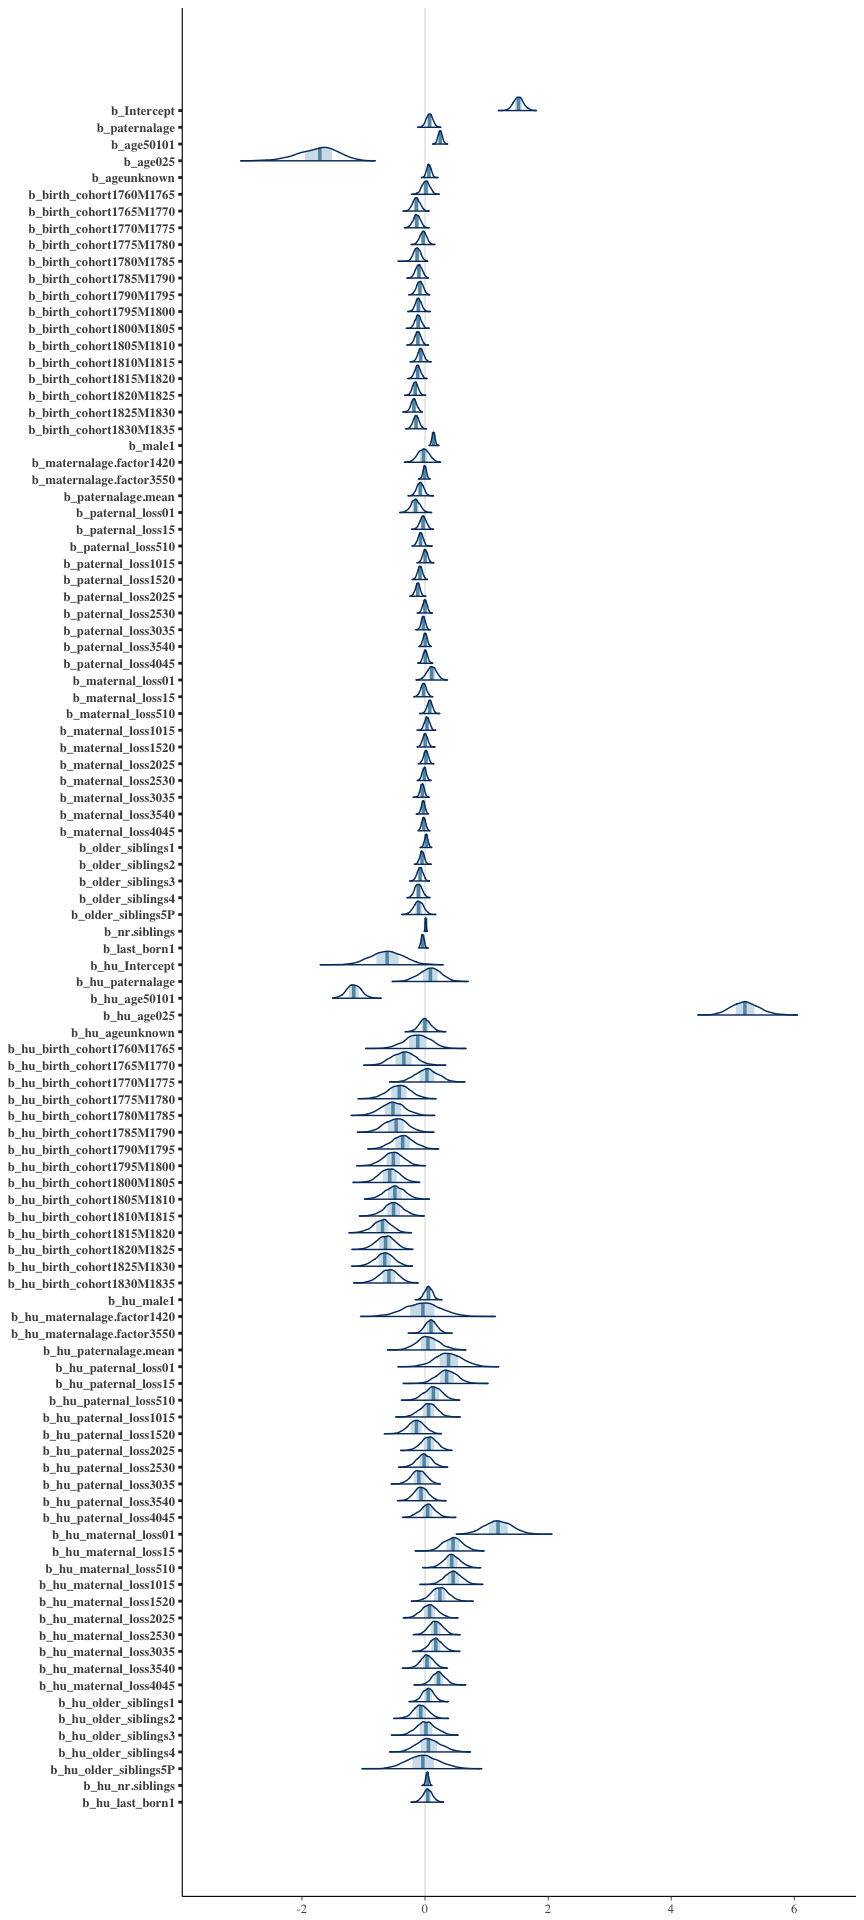 b_Intercept
b_paternalage
b_age50101
b_age025
b_ageunknown
b_birth_cohort1760M1765
b_birth_cohort1765M1770
b_birth_cohort1770M1775
b_birth_cohort1775M1780
b_birth_cohort1780M1785
b_birth_cohort1785M1790
b_birth_cohort1790M1795
b_birth_cohort1795M1800
b_birth_cohort1800M1805
b_birth_cohort1805M1810
b_birth_cohort1810M1815
b_birth_cohort1815M1820
b_birth_cohort1820M1825
b_birth_cohort1825M1830
b_birth_cohort1830M1835
b_male1
b_maternalage.factor1420
b_maternalage.factor3550
b_paternalage.mean
b_paternal_loss01
b_paternal_loss15
b_paternal_loss510
b_paternal_loss1015
b_paternal_loss1520
b_paternal_loss2025
b_paternal_loss2530
b_paternal_loss3035
b_paternal_loss3540
b_paternal_loss4045
b_maternal_loss01
b_maternal_loss15
b_maternal_loss510
b_maternal_loss1015
b_maternal_loss1520
b_maternal_loss2025
b_maternal_loss2530
b_maternal_loss3035
b_maternal_loss3540
b_maternal_loss4045
b_older_siblings1
b_older_siblings2
b_older_siblings3
b_older_siblings4
b_older_siblings5P
b_nr.siblings
b_last_born1
b_hu_Intercept
b_hu_paternalage
b_hu_age50101
b_hu_age025
b_hu_ageunknown
b_hu_birth_cohort1760M1765
b_hu_birth_cohort1765M1770
b_hu_birth_cohort1770M1775
b_hu_birth_cohort1775M1780
b_hu_birth_cohort1780M1785
b_hu_birth_cohort1785M1790
b_hu_birth_cohort1790M1795
b_hu_birth_cohort1795M1800
b_hu_birth_cohort1800M1805
b_hu_birth_cohort1805M1810
b_hu_birth_cohort1810M1815
b_hu_birth_cohort1815M1820
b_hu_birth_cohort1820M1825
b_hu_birth_cohort1825M1830
b_hu_birth_cohort1830M1835
b_hu_male1
b_hu_maternalage.factor1420
b_hu_maternalage.factor3550
b_hu_paternalage.mean
b_hu_paternal_loss01
b_hu_paternal_loss15
b_hu_paternal_loss510
b_hu_paternal_loss1015
b_hu_paternal_loss1520
b_hu_paternal_loss2025
b_hu_paternal_loss2530
b_hu_paternal_loss3035
b_hu_paternal_loss3540
b_hu_paternal_loss4045
b_hu_maternal_loss01
b_hu_maternal_loss15
b_hu_maternal_loss510
b_hu_maternal_loss1015
b_hu_maternal_loss1520
b_hu_maternal_loss2025
b_hu_maternal_loss2530
b_hu_maternal_loss3035
b_hu_maternal_loss3540
b_hu_maternal_loss4045
b_hu_older_siblings1
b_hu_older_siblings2
b_hu_older_siblings3
b_hu_older_siblings4
b_hu_older_siblings5P
b_hu_nr.siblings
b_hu_last_born1
-2 0 2 4 6